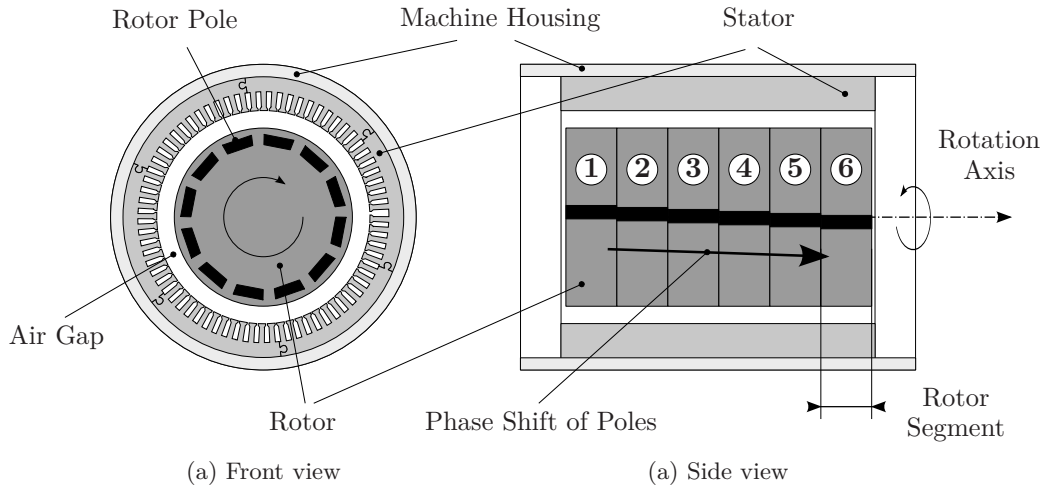 Rotor Pole
Machine Housing
Stator
1 2 3 4 5 6
Rotation
Axis
Air Gap
Rotor
Phase Shift of Poles
Rotor
Segment
(a) Front view
(a) Side view